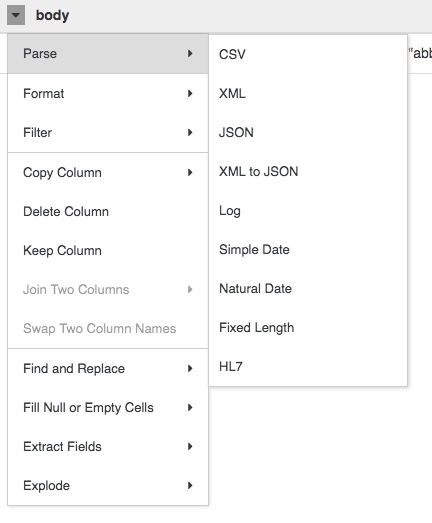 body
Parse
Format
Filter
Copy Column
Delete Column
Keep Column
Join Two Columns
Swap Two Column Names
Find and Replace
Fill Null or Empty Cells
Extract Fields
Explode
CSV
XML
JSON
XML to JSON
Log
Simple Date
Natural Date
Fixed Length
HL7
"abb